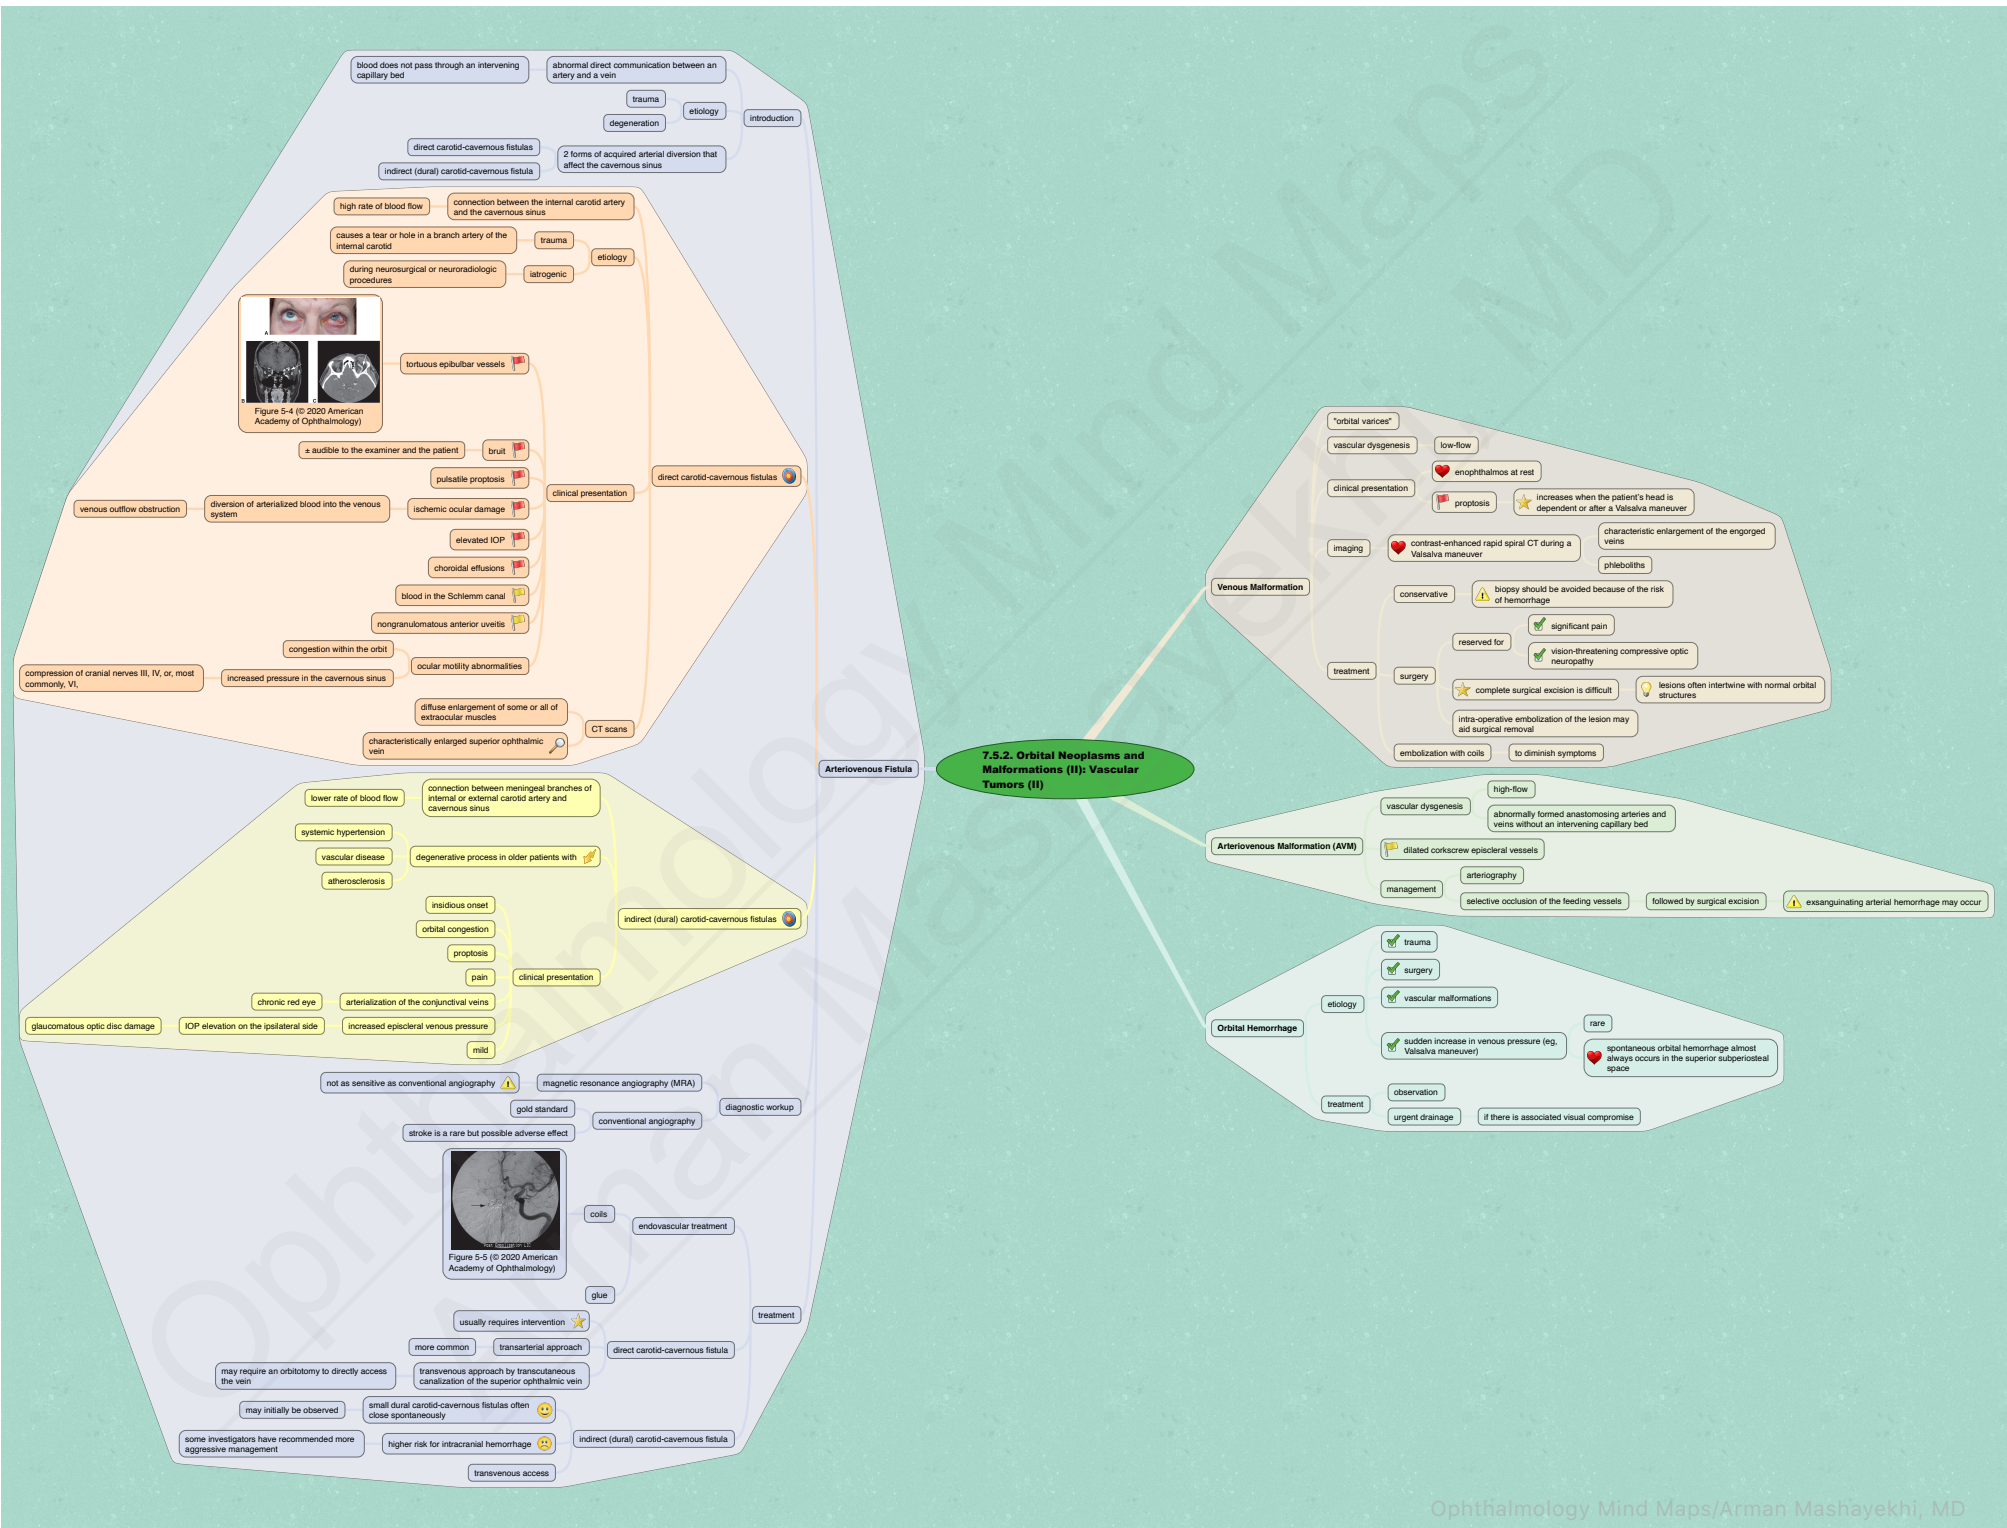 7.5.2. Orbital Neoplasms and
Malformations (II): Vascular
Tumors (II)
Arteriovenous Fistula
introduction
abnormal direct communication between an
artery and a vein
blood does not pass through an intervening
capillary bed
etiology
trauma
degeneration
2 forms of acquired arterial diversion that
affect the cavernous sinus
direct carotid-cavernous fistulas
indirect (dural) carotid-cavernous fistula
direct carotid-cavernous fistulas
connection between the internal carotid artery
and the cavernous sinus
high rate of blood flow
etiology
trauma
causes a tear or hole in a branch artery of the
internal carotid
iatrogenic
during neurosurgical or neuroradiologic
procedures
clinical presentation
tortuous epibulbar vessels
A
B
C
Figure 5-4 (© 2020 American
Academy of Ophthalmology)
bruit
± audible to the examiner and the patient
pulsatile proptosis
ischemic ocular damage
diversion of arterialized blood into the venous
system
venous outflow obstruction
elevated IOP
choroidal effusions
blood in the Schlemm canal
nongranulomatous anterior uveitis
ocular motility abnormalities
congestion within the orbit
increased pressure in the cavernous sinus
compression of cranial nerves III, IV, or, most
commonly, VI,
CT scans
diffuse enlargement of some or all of
extraocular muscles
characteristically enlarged superior ophthalmic
vein
indirect (dural) carotid-cavernous fistulas
connection between meningeal branches of
internal or external carotid artery and
cavernous sinus
lower rate of blood flow
degenerative process in older patients with
systemic hypertension
vascular disease
atherosclerosis
clinical presentation
insidious onset
orbital congestion
proptosis
pain
arterialization of the conjunctival veins
chronic red eye
increased episcleral venous pressure
IOP elevation on the ipsilateral side
glaucomatous optic disc damage
mild
diagnostic workup
magnetic resonance angiography (MRA)
not as sensitive as conventional angiography
conventional angiography
gold standard
stroke is a rare but possible adverse effect
treatment
endovascular treatment
coils
Figure 5-5 (© 2020 American
Academy of Ophthalmology)
glue
direct carotid-cavernous fistula
usually requires intervention
transarterial approach
more common
transvenous approach by transcutaneous
canalization of the superior ophthalmic vein
may require an orbitotomy to directly access
the vein
indirect (dural) carotid-cavernous fistula
small dural carotid-cavernous fistulas often
close spontaneously
may initially be observed
higher risk for intracranial hemorrhage
some investigators have recommended more
aggressive management
transvenous access
Venous Malformation
"orbital varices"
vascular dysgenesis
low-flow
clinical presentation
enophthalmos at rest
proptosis
increases when the patient's head is
dependent or after a Valsalva maneuver
imaging
contrast-enhanced rapid spiral CT during a
Valsalva maneuver
characteristic enlargement of the engorged
veins
phleboliths
treatment
conservative
biopsy should be avoided because of the risk
of hemorrhage
surgery
reserved for
significant pain
vision-threatening compressive optic
neuropathy
complete surgical excision is difficult
lesions often intertwine with normal orbital
structures
intra-operative embolization of the lesion may
aid surgical removal
embolization with coils
to diminish symptoms
Arteriovenous Malformation (AVM)
vascular dysgenesis
high-flow
abnormally formed anastomosing arteries and
veins without an intervening capillary bed
dilated corkscrew episcleral vessels
management
arteriography
selective occlusion of the feeding vessels
followed by surgical excision
exsanguinating arterial hemorrhage may occur
Orbital Hemorrhage
etiology
trauma
surgery
vascular malformations
sudden increase in venous pressure (eg,
Valsalva maneuver)
rare
spontaneous orbital hemorrhage almost
always occurs in the superior subperiosteal
space
treatment
observation
urgent drainage
if there is associated visual compromise
Ophthalmology Mind Maps
Arman Mashayekhi, MD
Ophthalmology Mind Maps/Arman Mashayekhi, MD